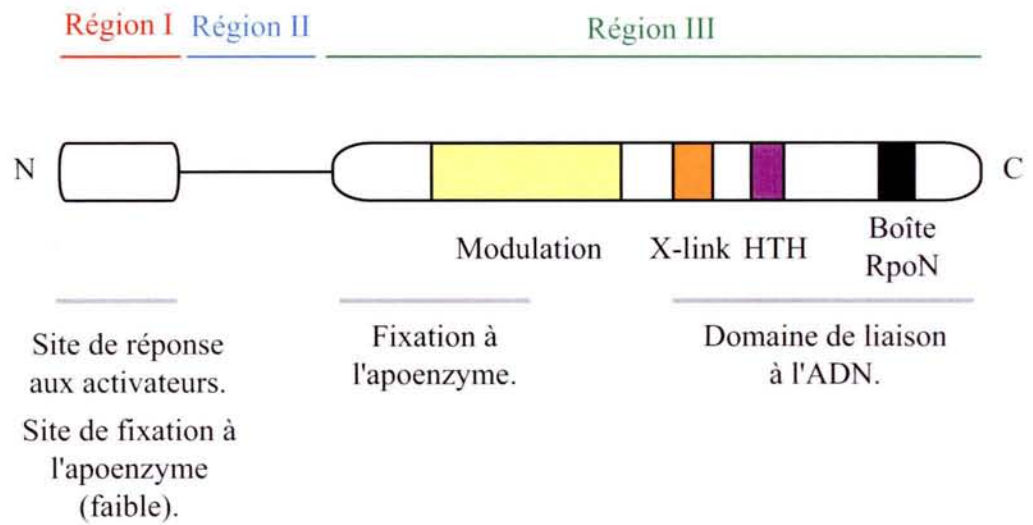 Région I
Région II
Région III
N
C
Modulation
X-link
HTH
Boîte
RpoN
Site de réponse
aux activateurs.
Site de fixation à
l'apoenzyme
(faible).
Fixation à
l'apoenzyme.
Domaine de liaison
à l'ADN.